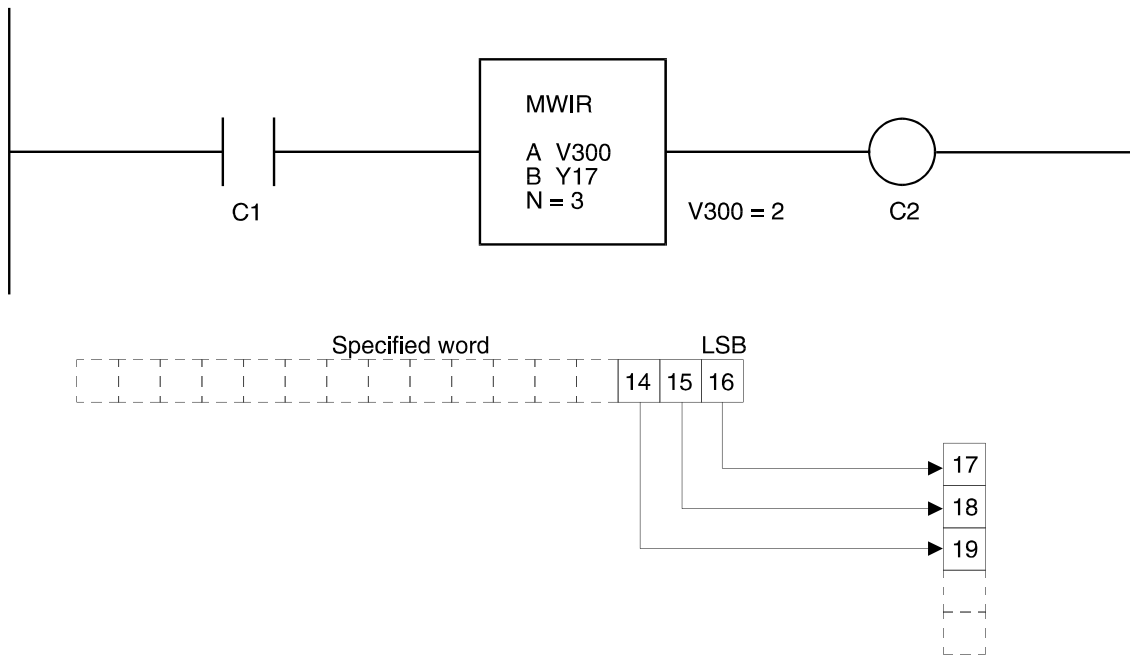 MWIR
A V300
B Y17
N = 3
C1
V300 = 2
C2
Specified word
LSB
14 15 16
17
18
19